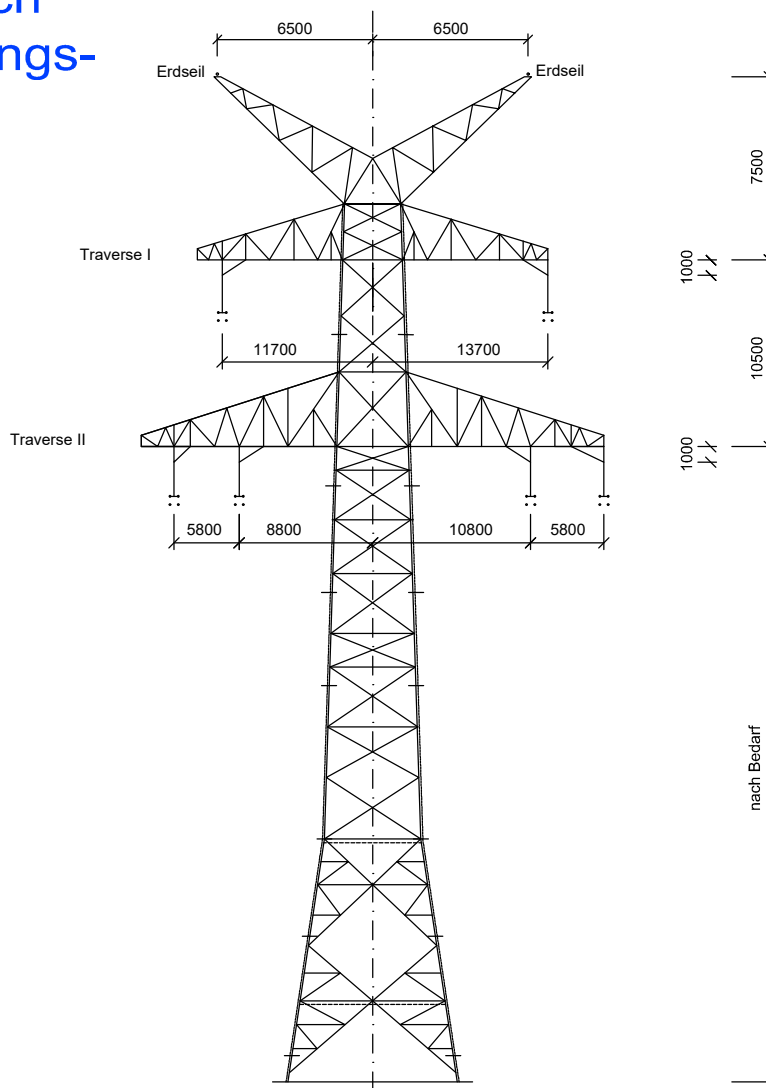 ch
ngs-
6500 6500
Erdseil Erdseil
7500
Traverse I
1000
11700 13700
10500
Traverse II
1000
5800 8800 10800 5800
nach Bedarf